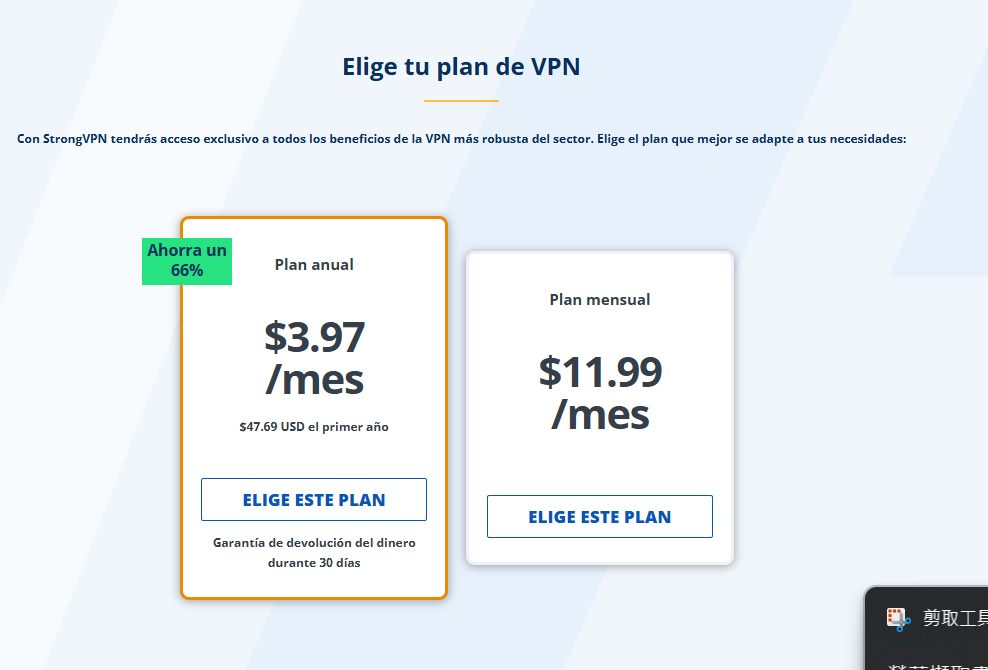 Elige tu plan de VPN
Con StrongVPN tendrás acceso exclusivo a todos los beneficios de la VPN más robusta del sector. Elige el plan que mejor se adapte a tus necesidades:
Ahorra un
66%
Plan anual
$3.97
/mes
$47.69 USD el primer año
ELIGE ESTE PLAN
Garantía de devolución del dinero
durante 30 días
Plan mensual
$11.99
/mes
ELIGE ESTE PLAN
剪取工具